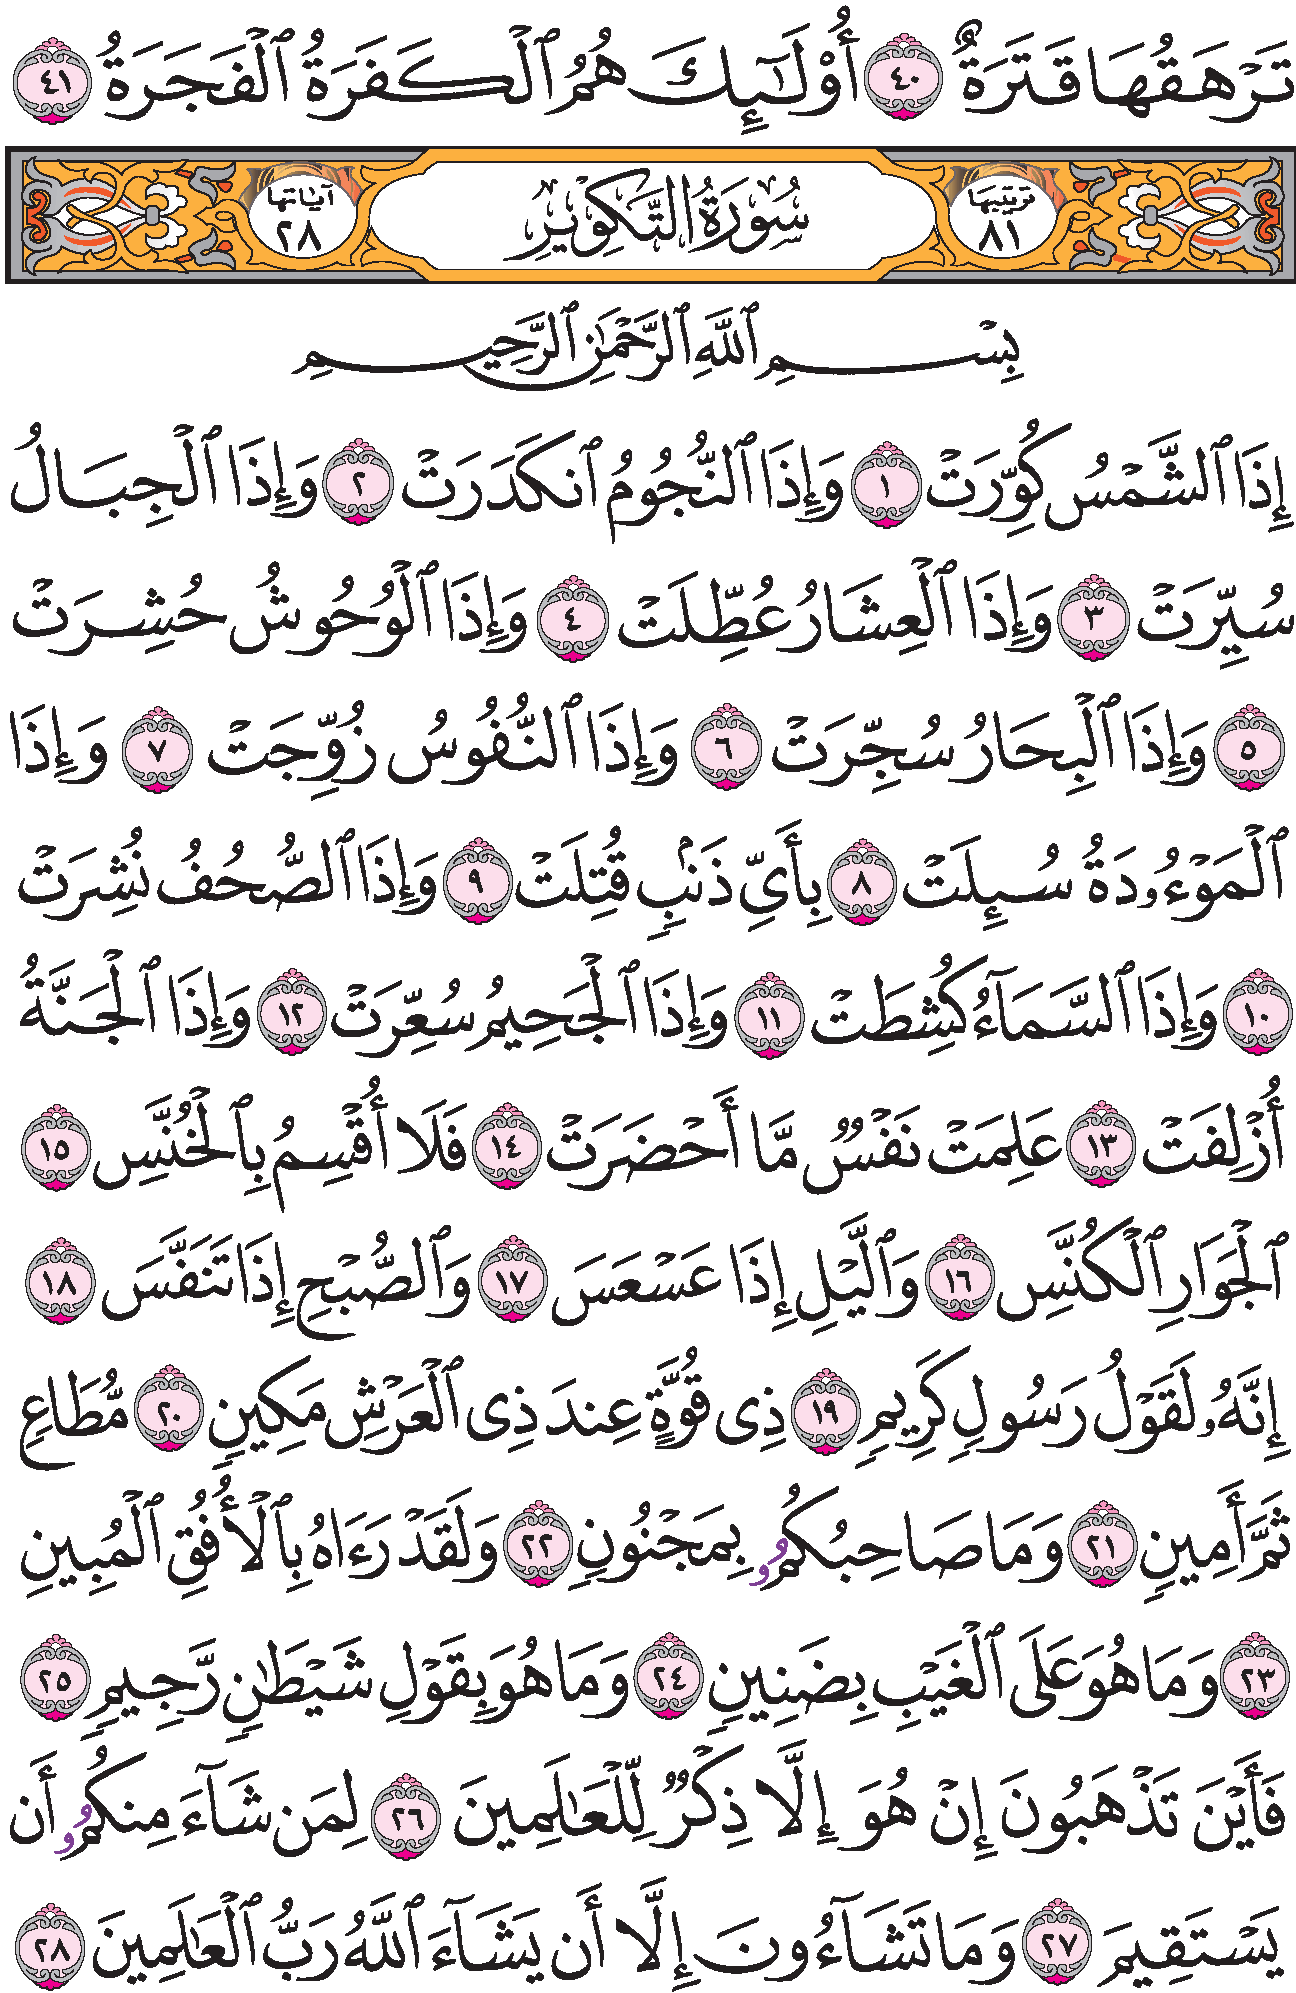 تَرْهَقُهَا قَتَرَةٌ ٤٠ أُوْلَٰٓئِكَ هُمُ ٱلْكَفَرَةُ ٱلْفَجَرَةُ ٤١
ترتيبها ٨١ سُورَةُ التَّكْوِيرِ آياتها ٢٨
بِسْمِ ٱللَّهِ ٱلرَّحْمَٰنِ ٱلرَّحِيمِ
إِذَا ٱلشَّمْسُ كُوِّرَتْ ١ وَإِذَا ٱلنُّجُومُ ٱنكَدَرَتْ ٢ وَإِذَا ٱلْجِبَالُ
سُيِّرَتْ ٣ وَإِذَا ٱلْعِشَارُ عُطِّلَتْ ٤ وَإِذَا ٱلْوُحُوشُ حُشِرَتْ
٥ وَإِذَا ٱلْبِحَارُ سُجِّرَتْ ٦ وَإِذَا ٱلنُّفُوسُ زُوِّجَتْ ٧ وَإِذَا
ٱلْمَوْءُۥدَةُ سُئِلَتْ ٨ بِأَيِّ ذَنۢبٍ قُتِلَتْ ٩ وَإِذَا ٱلصُّحُفُ نُشِرَتْ
١٠ وَإِذَا ٱلسَّمَآءُ كُشِطَتْ ١١ وَإِذَا ٱلْجَحِيمُ سُعِّرَتْ ١٢ وَإِذَا ٱلْجَنَّةُ
أُزْلِفَتْ ١٣ عَلِمَتْ نَفْسٌ مَّا أَحْضَرَتْ ١٤ فَلَا أُقْسِمُ بِٱلْخُنَّسِ ١٥
ٱلْجَوَارِ ٱلْكُنَّسِ ١٦ وَٱلَّيْلِ إِذَا عَسْعَسَ ١٧ وَٱلصُّبْحِ إِذَا تَنَفَّسَ ١٨
إِنَّهُۥ لَقَوْلُ رَسُولٍ كَرِيمٍ ١٩ ذِى قُوَّةٍ عِندَ ذِى ٱلْعَرْشِ مَكِينٍ ٢٠ مُّطَاعٍ
ثَمَّ أَمِينٍ ٢١ وَمَا صَاحِبُكُمُۥ بِمَجْنُونٍ ٢٢ وَلَقَدْ رَءَاهُ بِٱلْأُفُقِ ٱلْمُبِينِ
٢٣ وَمَا هُوَ عَلَى ٱلْغَيْبِ بِضَنِينٍ ٢٤ وَمَا هُوَ بِقَوْلِ شَيْطَٰنٍ رَّجِيمٍ ٢٥
فَأَيْنَ تَذْهَبُونَ إِنْ هُوَ إِلَّا ذِكْرٌ لِّلْعَٰلَمِينَ ٢٦ لِمَن شَآءَ مِنكُمُۥ أَن
يَسْتَقِيمَ ٢٧ وَمَا تَشَآءُونَ إِلَّا أَن يَشَآءَ ٱللَّهُ رَبُّ ٱلْعَٰلَمِينَ ٢٨